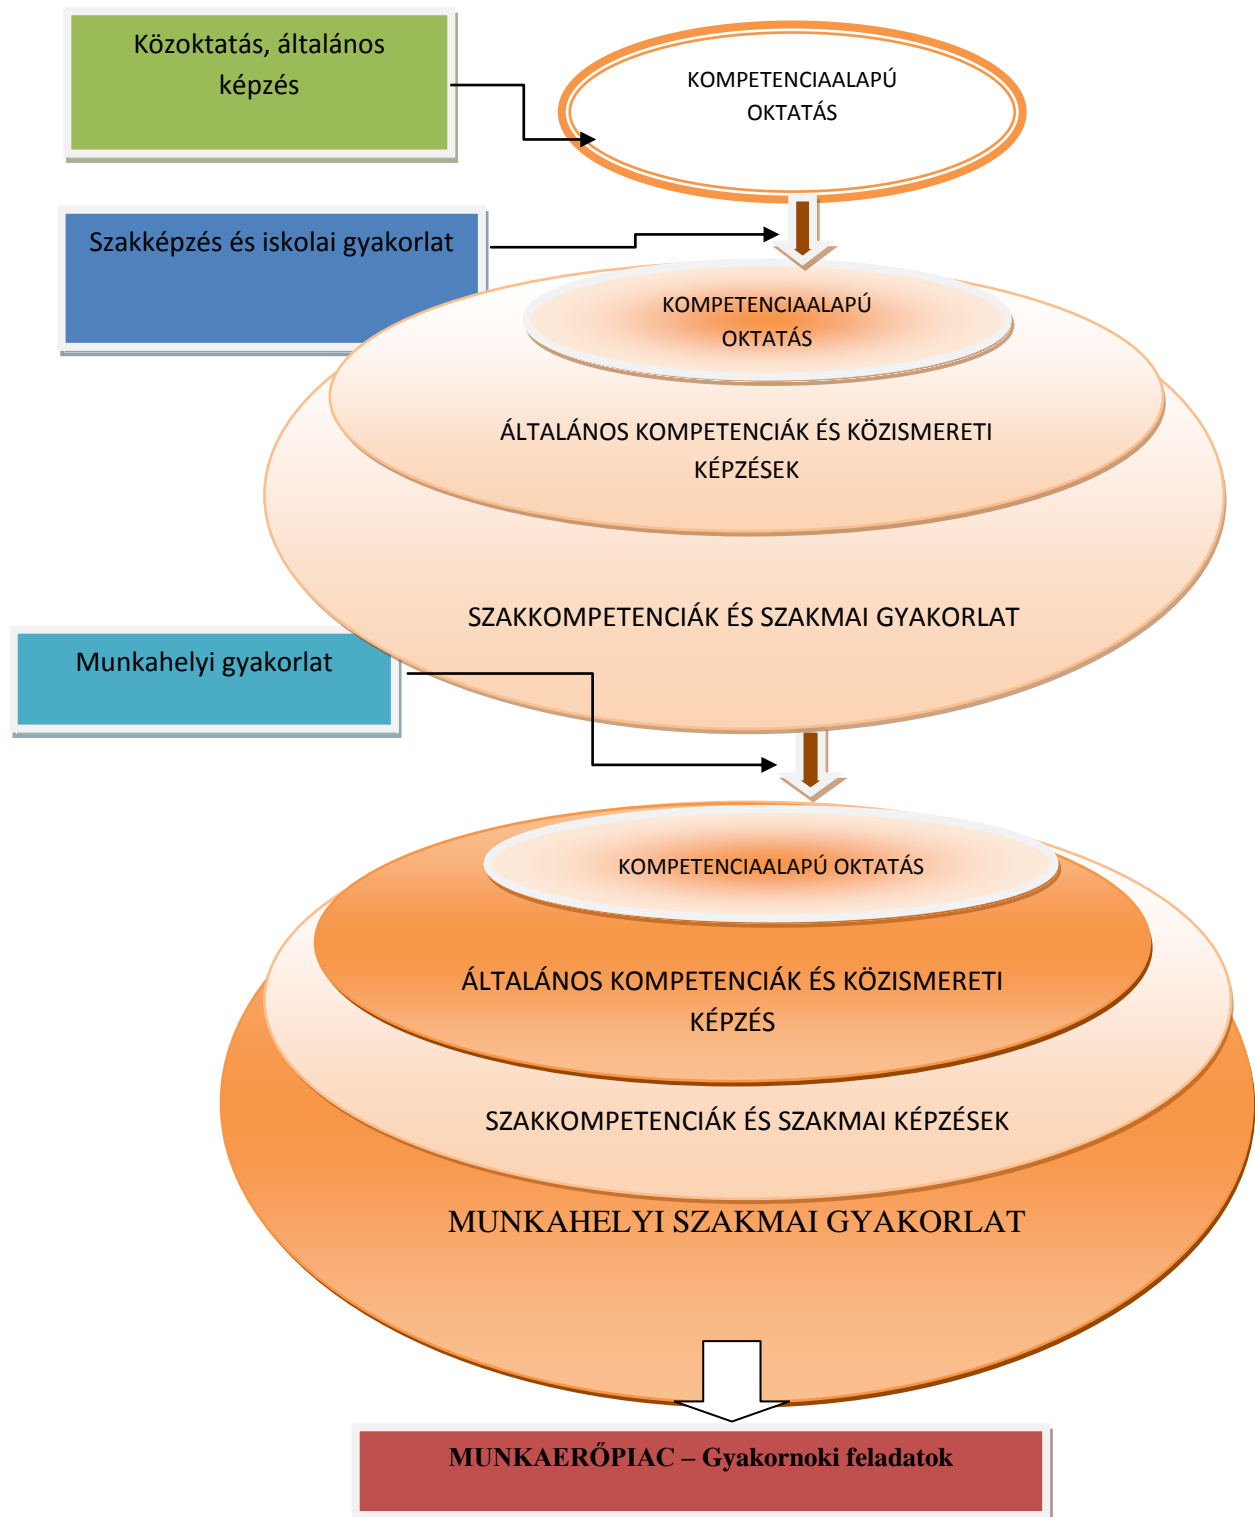 Közoktatás, általános
képzés
KOMPETENCIAALAPÚ
OKTATÁS
Szakképzés és iskolai gyakorlat
KOMPETENCIAALAPÚ
OKTATÁS
ÁLTALÁNOS KOMPETENCIÁK ÉS KÖZISMERETI
KÉPZÉSEK
SZAKKOMPETENCIÁK ÉS SZAKMAI GYAKORLAT
Munkahelyi gyakorlat
KOMPETENCIAALAPÚ OKTATÁS
ÁLTALÁNOS KOMPETENCIÁK ÉS KÖZISMERETI
KÉPZÉS
SZAKKOMPETENCIÁK ÉS SZAKMAI KÉPZÉSEK
MUNKAHELYI SZAKMAI GYAKORLAT
MUNKAERŐPIAC – Gyakornoki feladatok